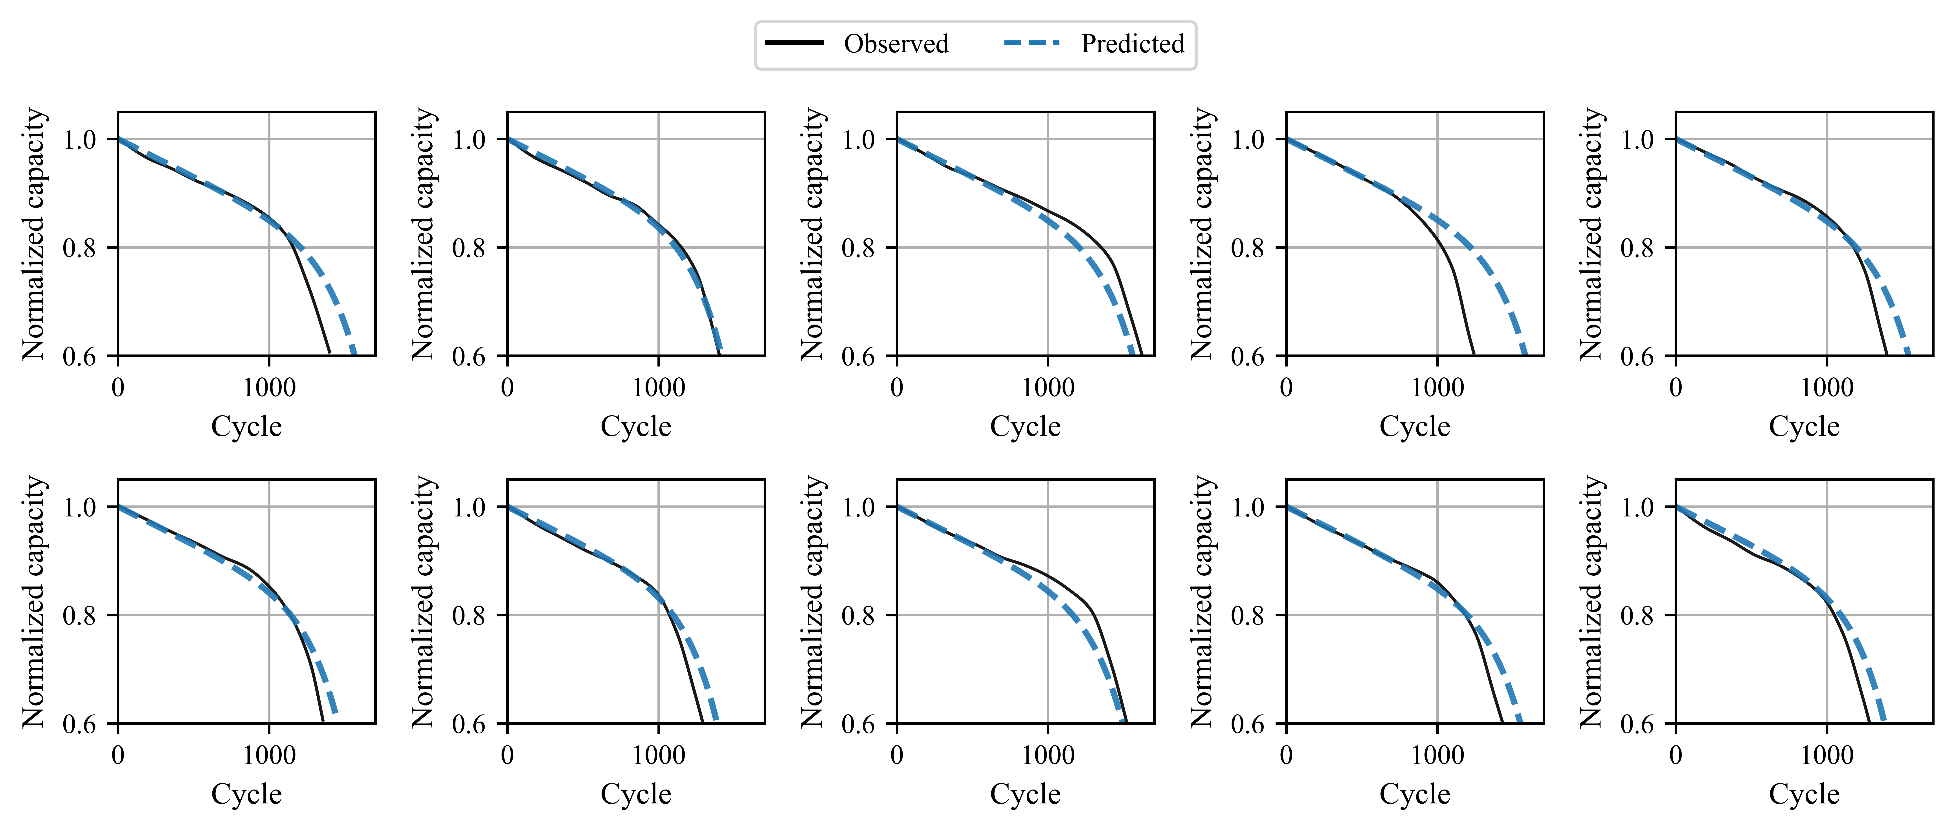 Observed Predicted
Normalized capacity Normalized capacity Normalized capacity Normalized capacity Normalized capacity
1.0 1.0 1.0 1.0 1.0
0.8 0.8 0.8 0.8 0.8
0.6 0.6 0.6 0.6 0.6
0 1000 0 1000 0 1000 0 1000 0 1000
Cycle Cycle Cycle Cycle Cycle
Normalized capacity Normalized capacity Normalized capacity Normalized capacity Normalized capacity
1.0 1.0 1.0 1.0 1.0
0.8 0.8 0.8 0.8 0.8
0.6 0.6 0.6 0.6 0.6
0 1000 0 1000 0 1000 0 1000 0 1000
Cycle Cycle Cycle Cycle Cycle